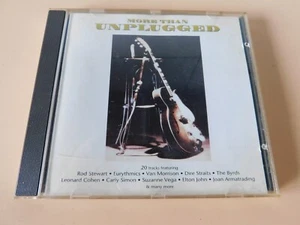 MORE THAN
UNPLUGGED
20 tracks featuring
Rod Stewart • Eurythmics • Van Morrison • Dire Straits • The Byrds
Leonard Cohen • Carly Simon • Suzanne Vega • Elton John • Joan Armatrading
& many more